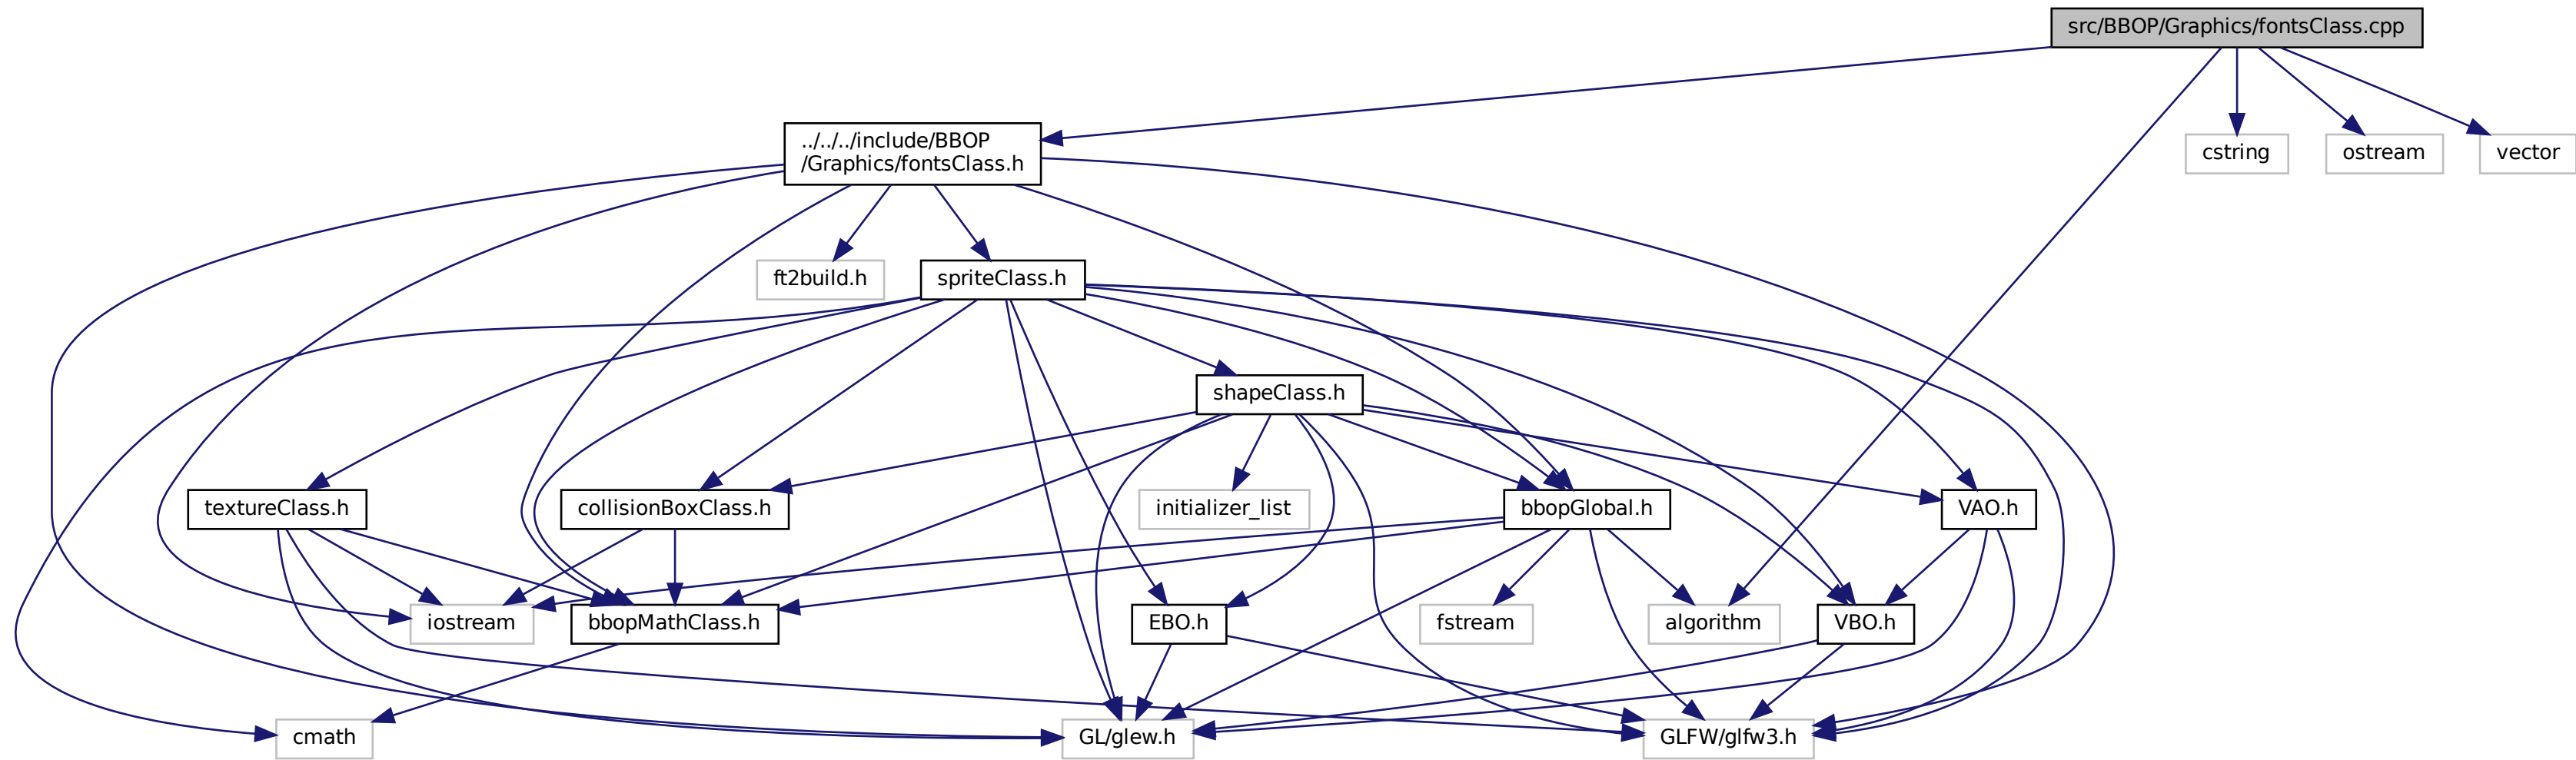 src/BBOP/Graphics/fontsClass.cpp
../../../include/BBOP
/Graphics/fontsClass.h
cstring
ostream
vector
ft2build.h
spriteClass.h
shapeClass.h
textureClass.h
collisionBoxClass.h
initializer_list
bbopGlobal.h
VAO.h
iostream
bbopMathClass.h
EBO.h
fstream
algorithm
VBO.h
cmath
GL/glew.h
GLFW/glfw3.h